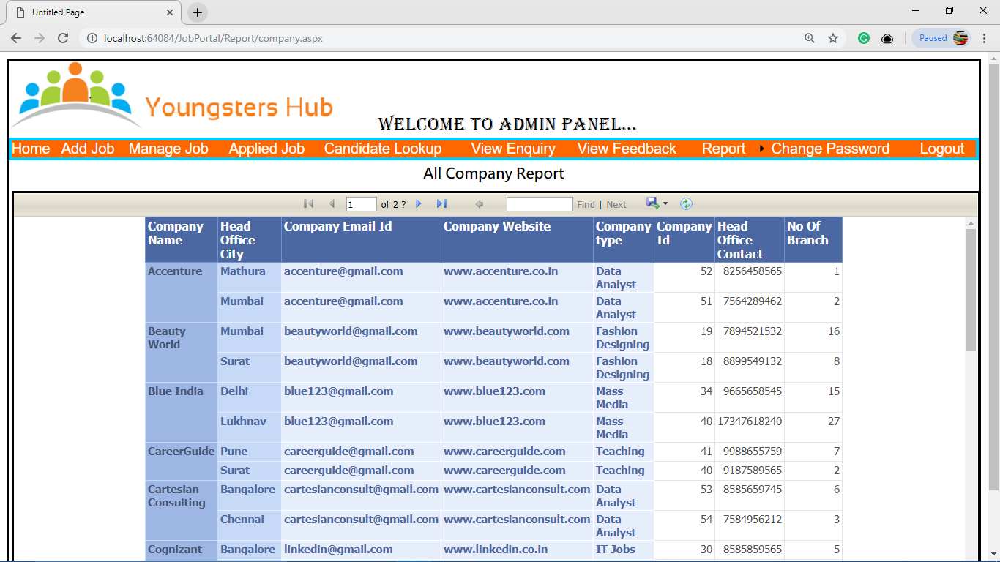 Untitled Page
localhost:64084/JobPortal/Report/company.aspx
Paused
Youngsters Hub
WELCOME TO ADMIN PANEL...
Home Add Job Manage Job Applied Job Candidate Lookup View Enquiry View Feedback Report Change Password Logout
All Company Report
1 of 2 ? Find | Next
Company Name Head Office City Company Email Id Company Website Company type Company Id Head Office Contact No Of Branch
Accenture Mathura accenture@gmail.com www.accenture.co.in Data Analyst 52 8256458565 1
Mumbai accenture@gmail.com www.accenture.co.in Data Analyst 51 7564289462 2
Beauty World Mumbai beautyworld@gmail.com www.beautyworld.com Fashion Designing 19 7894521532 16
Surat beautyworld@gmail.com www.beautyworld.com Fashion Designing 18 8899549132 8
Blue India Delhi blue123@gmail.com www.blue123.com Mass Media 34 9665658545 15
Lukhnav blue123@gmail.com www.blue123.com Mass Media 40 17347618240 27
CareerGuide Pune careerguide@gmail.com www.careerguide.com Teaching 41 9988655759 7
Surat careerguide@gmail.com www.careerguide.com Teaching 40 9187589565 2
Cartesian Consulting Bangalore cartesianconsult@gmail.com www.cartesianconsult.com Data Analyst 53 8585659745 6
Chennai cartesianconsult@gmail.com www.cartesianconsult.com Data Analyst 54 7584956212 3
Cognizant Bangalore linkedin@gmail.com www.linkedin.co.in IT Jobs 30 8585859565 5